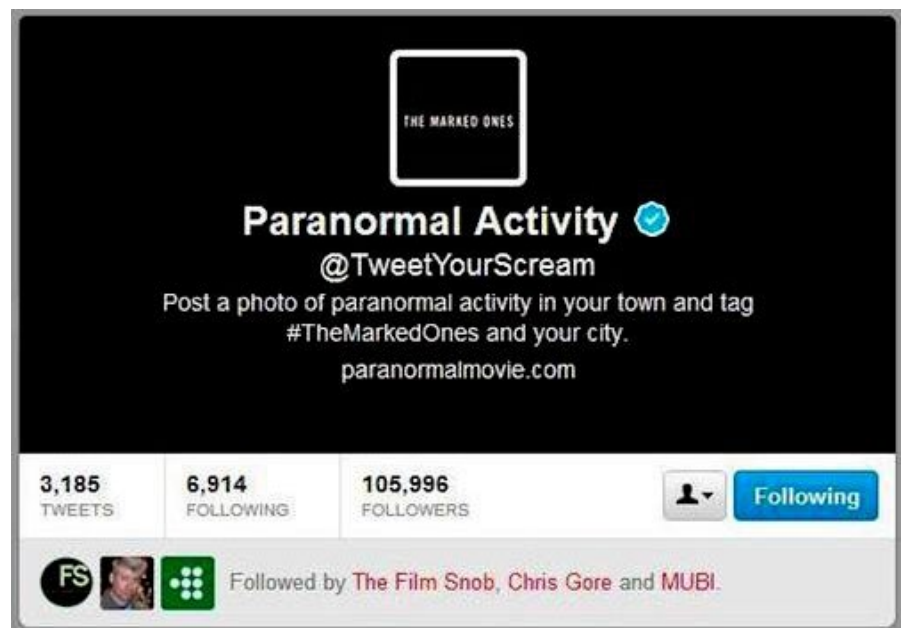 THE MARKED ONES
Paranormal Activity
@TweetYourScream
Post a photo of paranormal activity in your town and tag
#TheMarkedOnes and your city.
paranormalmovie.com
3,185 6,914 105,996
TWEETS FOLLOWING FOLLOWERS
Following
FS
Followed by The Film Snob, Chris Gore and MUBI.